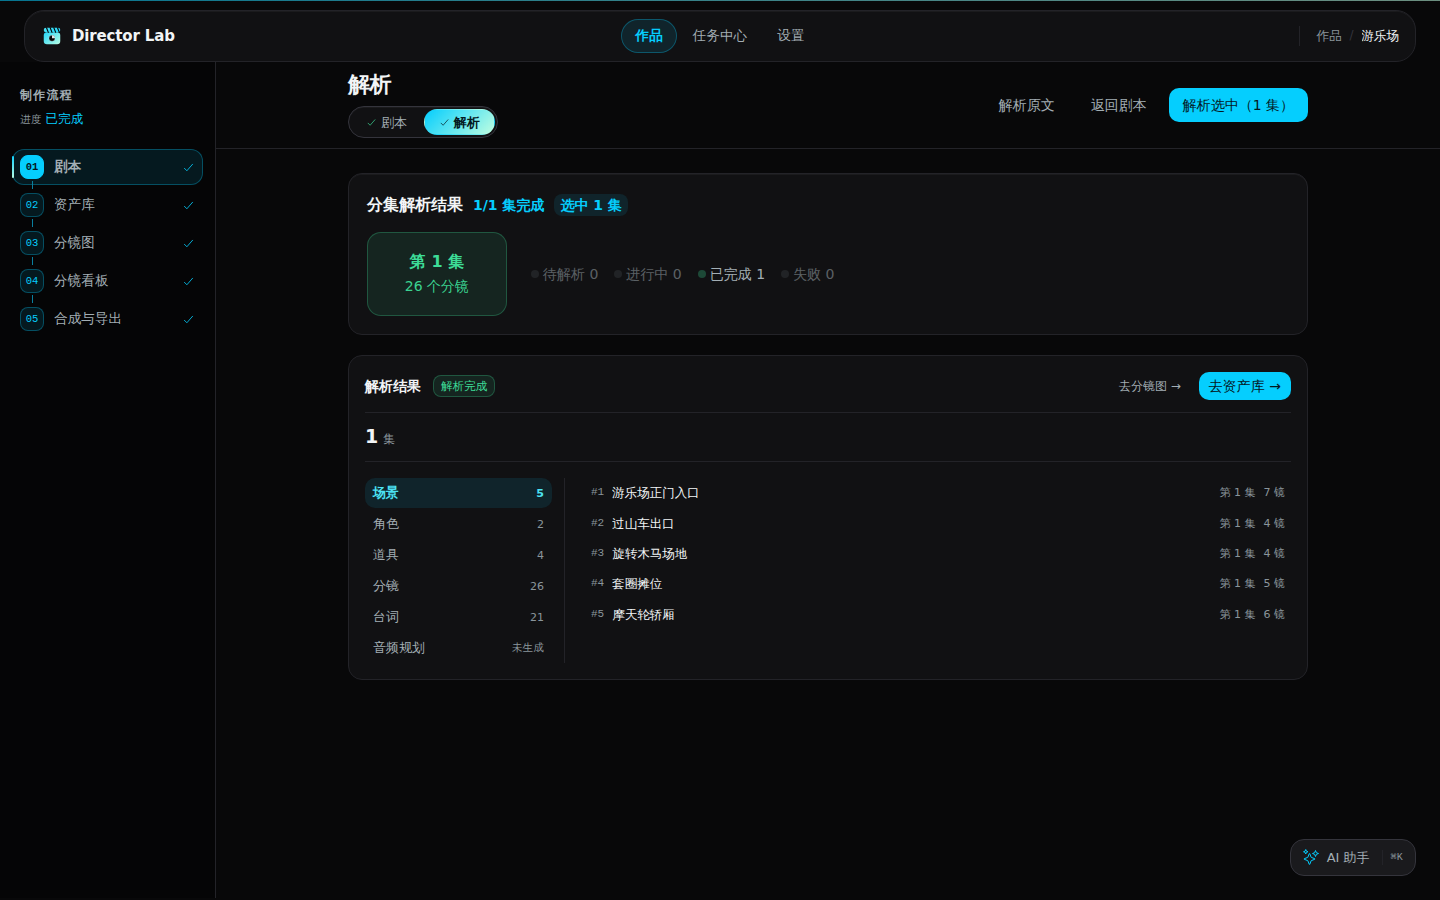 Director Lab
作品
任务中心
设置
作品 / 游乐场
制作流程
进度 已完成
01 剧本
02 资产库
03 分镜图
04 分镜看板
05 合成与导出
解析
剧本
解析
解析原文
返回剧本
解析选中（1 集）
分集解析结果 1/1 集完成 选中 1 集
第 1 集
26 个分镜
待解析 0 进行中 0 已完成 1 失败 0
解析结果 解析完成
去分镜图 →
去资产库 →
1 集
场景 5
角色 2
道具 4
分镜 26
台词 21
音频规划 未生成
#1 游乐场正门入口 第 1 集 7 镜
#2 过山车出口 第 1 集 4 镜
#3 旋转木马场地 第 1 集 4 镜
#4 套圈摊位 第 1 集 5 镜
#5 摩天轮轿厢 第 1 集 6 镜
AI 助手 ⌘K